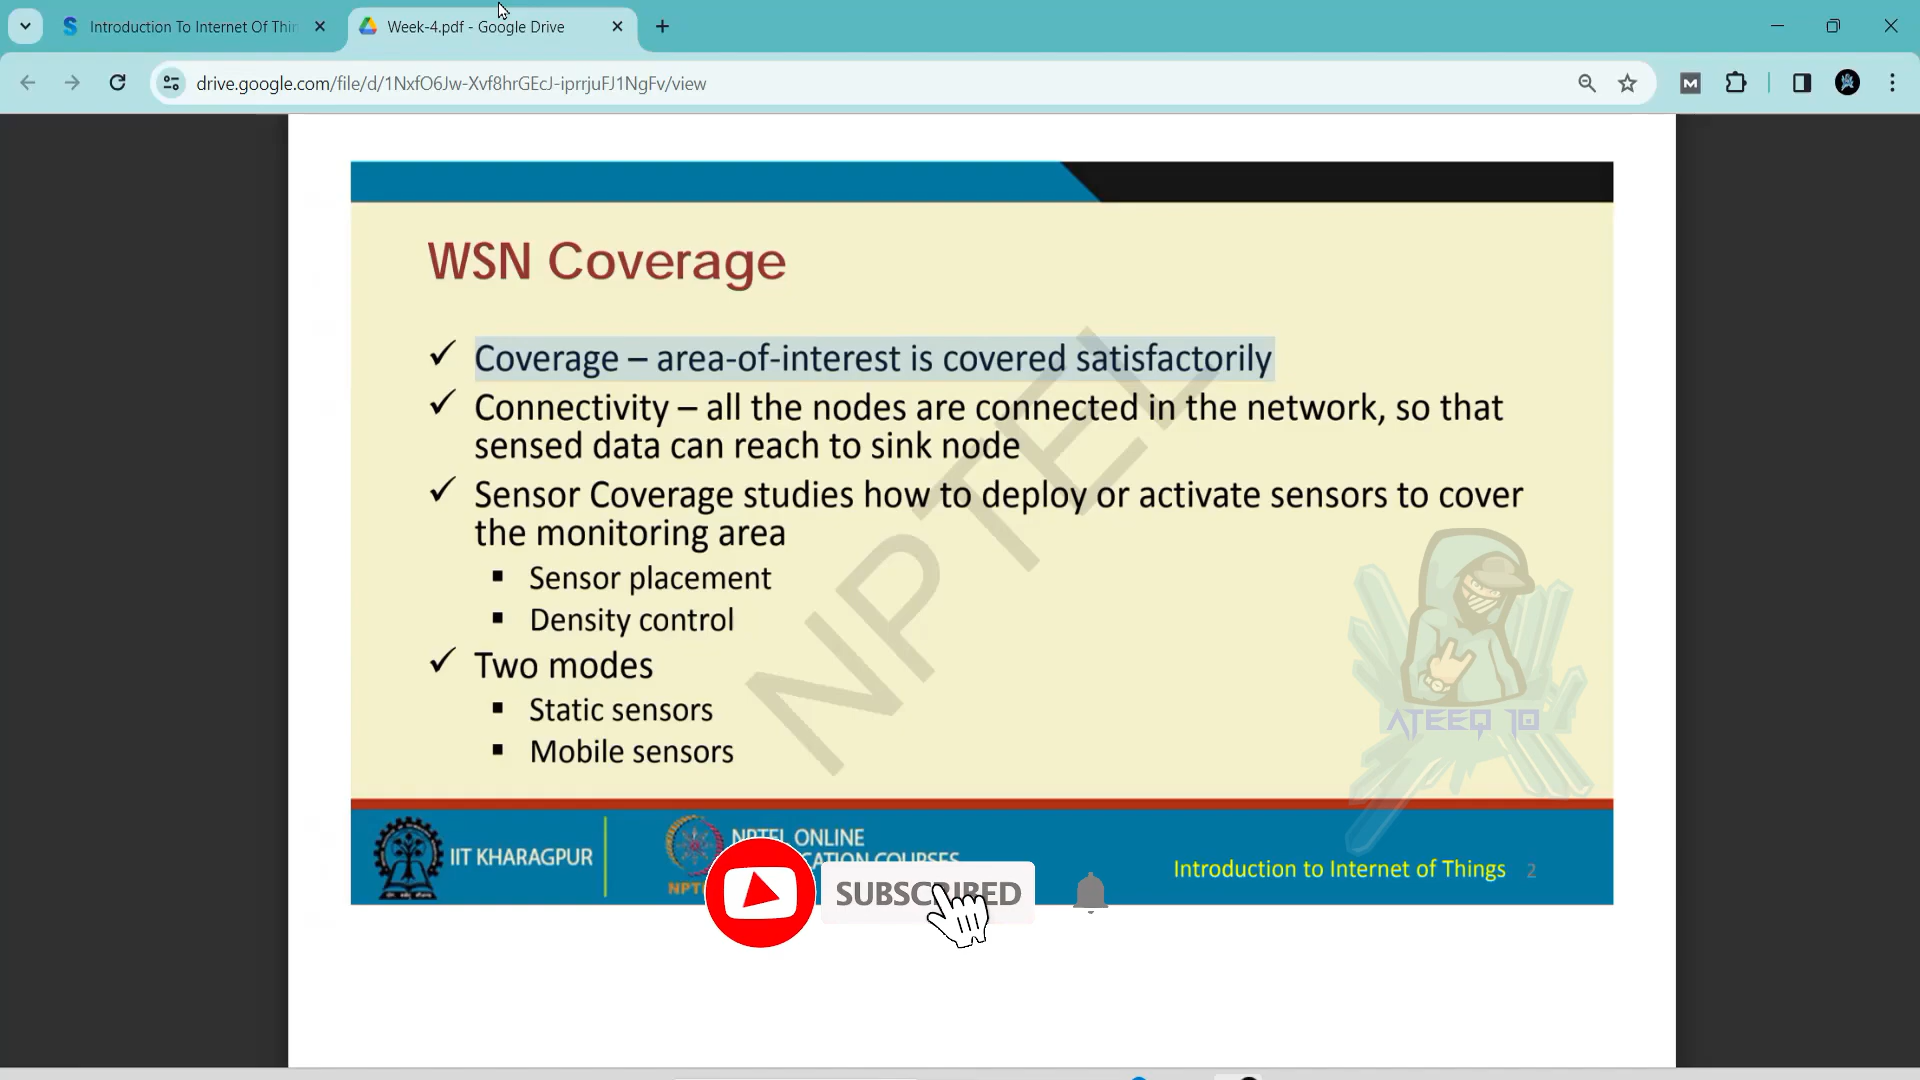 Introduction To Internet Of Thin
Week-4.pdf - Google Drive
drive.google.com/file/d/1NxfO6Jw-Xvf8hrGEcJ-iprrjuFJ1NgFv/view
M
WSN Coverage
Coverage – area-of-interest is covered satisfactorily
Connectivity – all the nodes are connected in the network, so that
sensed data can reach to sink node
Sensor Coverage studies how to deploy or activate sensors to cover
the monitoring area
Sensor placement
Density control
Two modes
Static sensors
Mobile sensors
NPTEL
ATEEQ 10
IIT KHARAGPUR
NPTEL ONLINE
COURSES
Introduction to Internet of Things 2
SUBSCRIBED